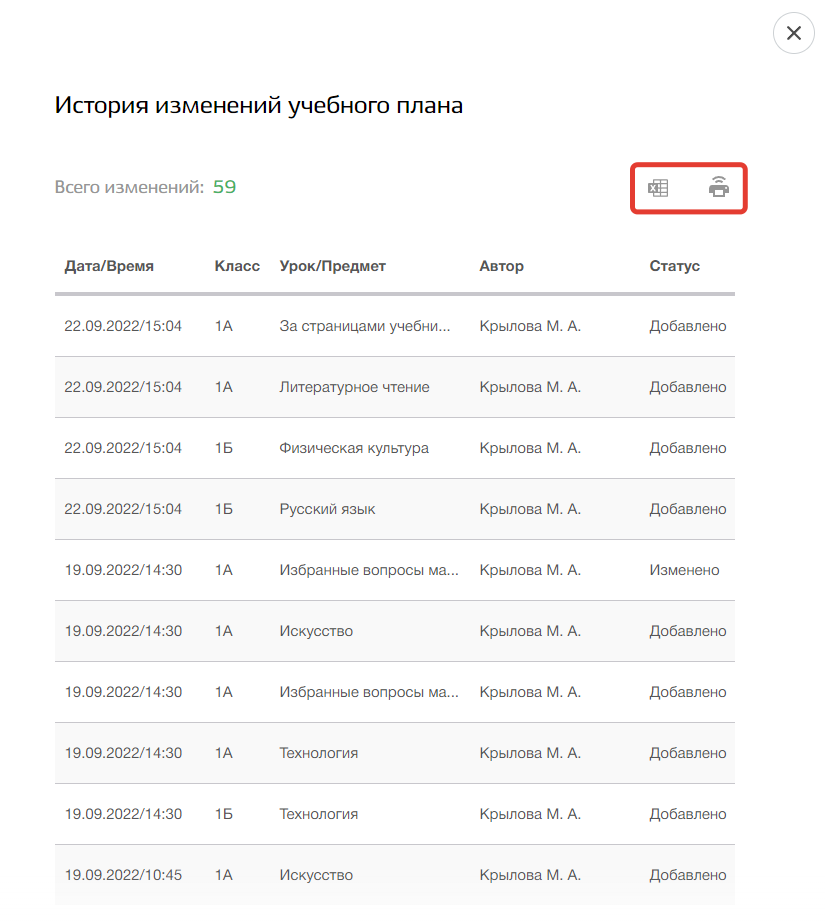 История изменений учебного плана
Всего изменений: 59
Дата/Время Класс Урок/Предмет Автор Статус
22.09.2022/15:04 1А За страницами учебни... Крылова М. А. Добавлено
22.09.2022/15:04 1А Литературное чтение Крылова М. А. Добавлено
22.09.2022/15:04 1Б Физическая культура Крылова М. А. Добавлено
22.09.2022/15:04 1Б Русский язык Крылова М. А. Добавлено
19.09.2022/14:30 1А Избранные вопросы ма... Крылова М. А. Изменено
19.09.2022/14:30 1А Искусство Крылова М. А. Добавлено
19.09.2022/14:30 1А Избранные вопросы ма... Крылова М. А. Добавлено
19.09.2022/14:30 1А Технология Крылова М. А. Добавлено
19.09.2022/14:30 1Б Технология Крылова М. А. Добавлено
19.09.2022/10:45 1А Искусство Крылова М. А. Добавлено